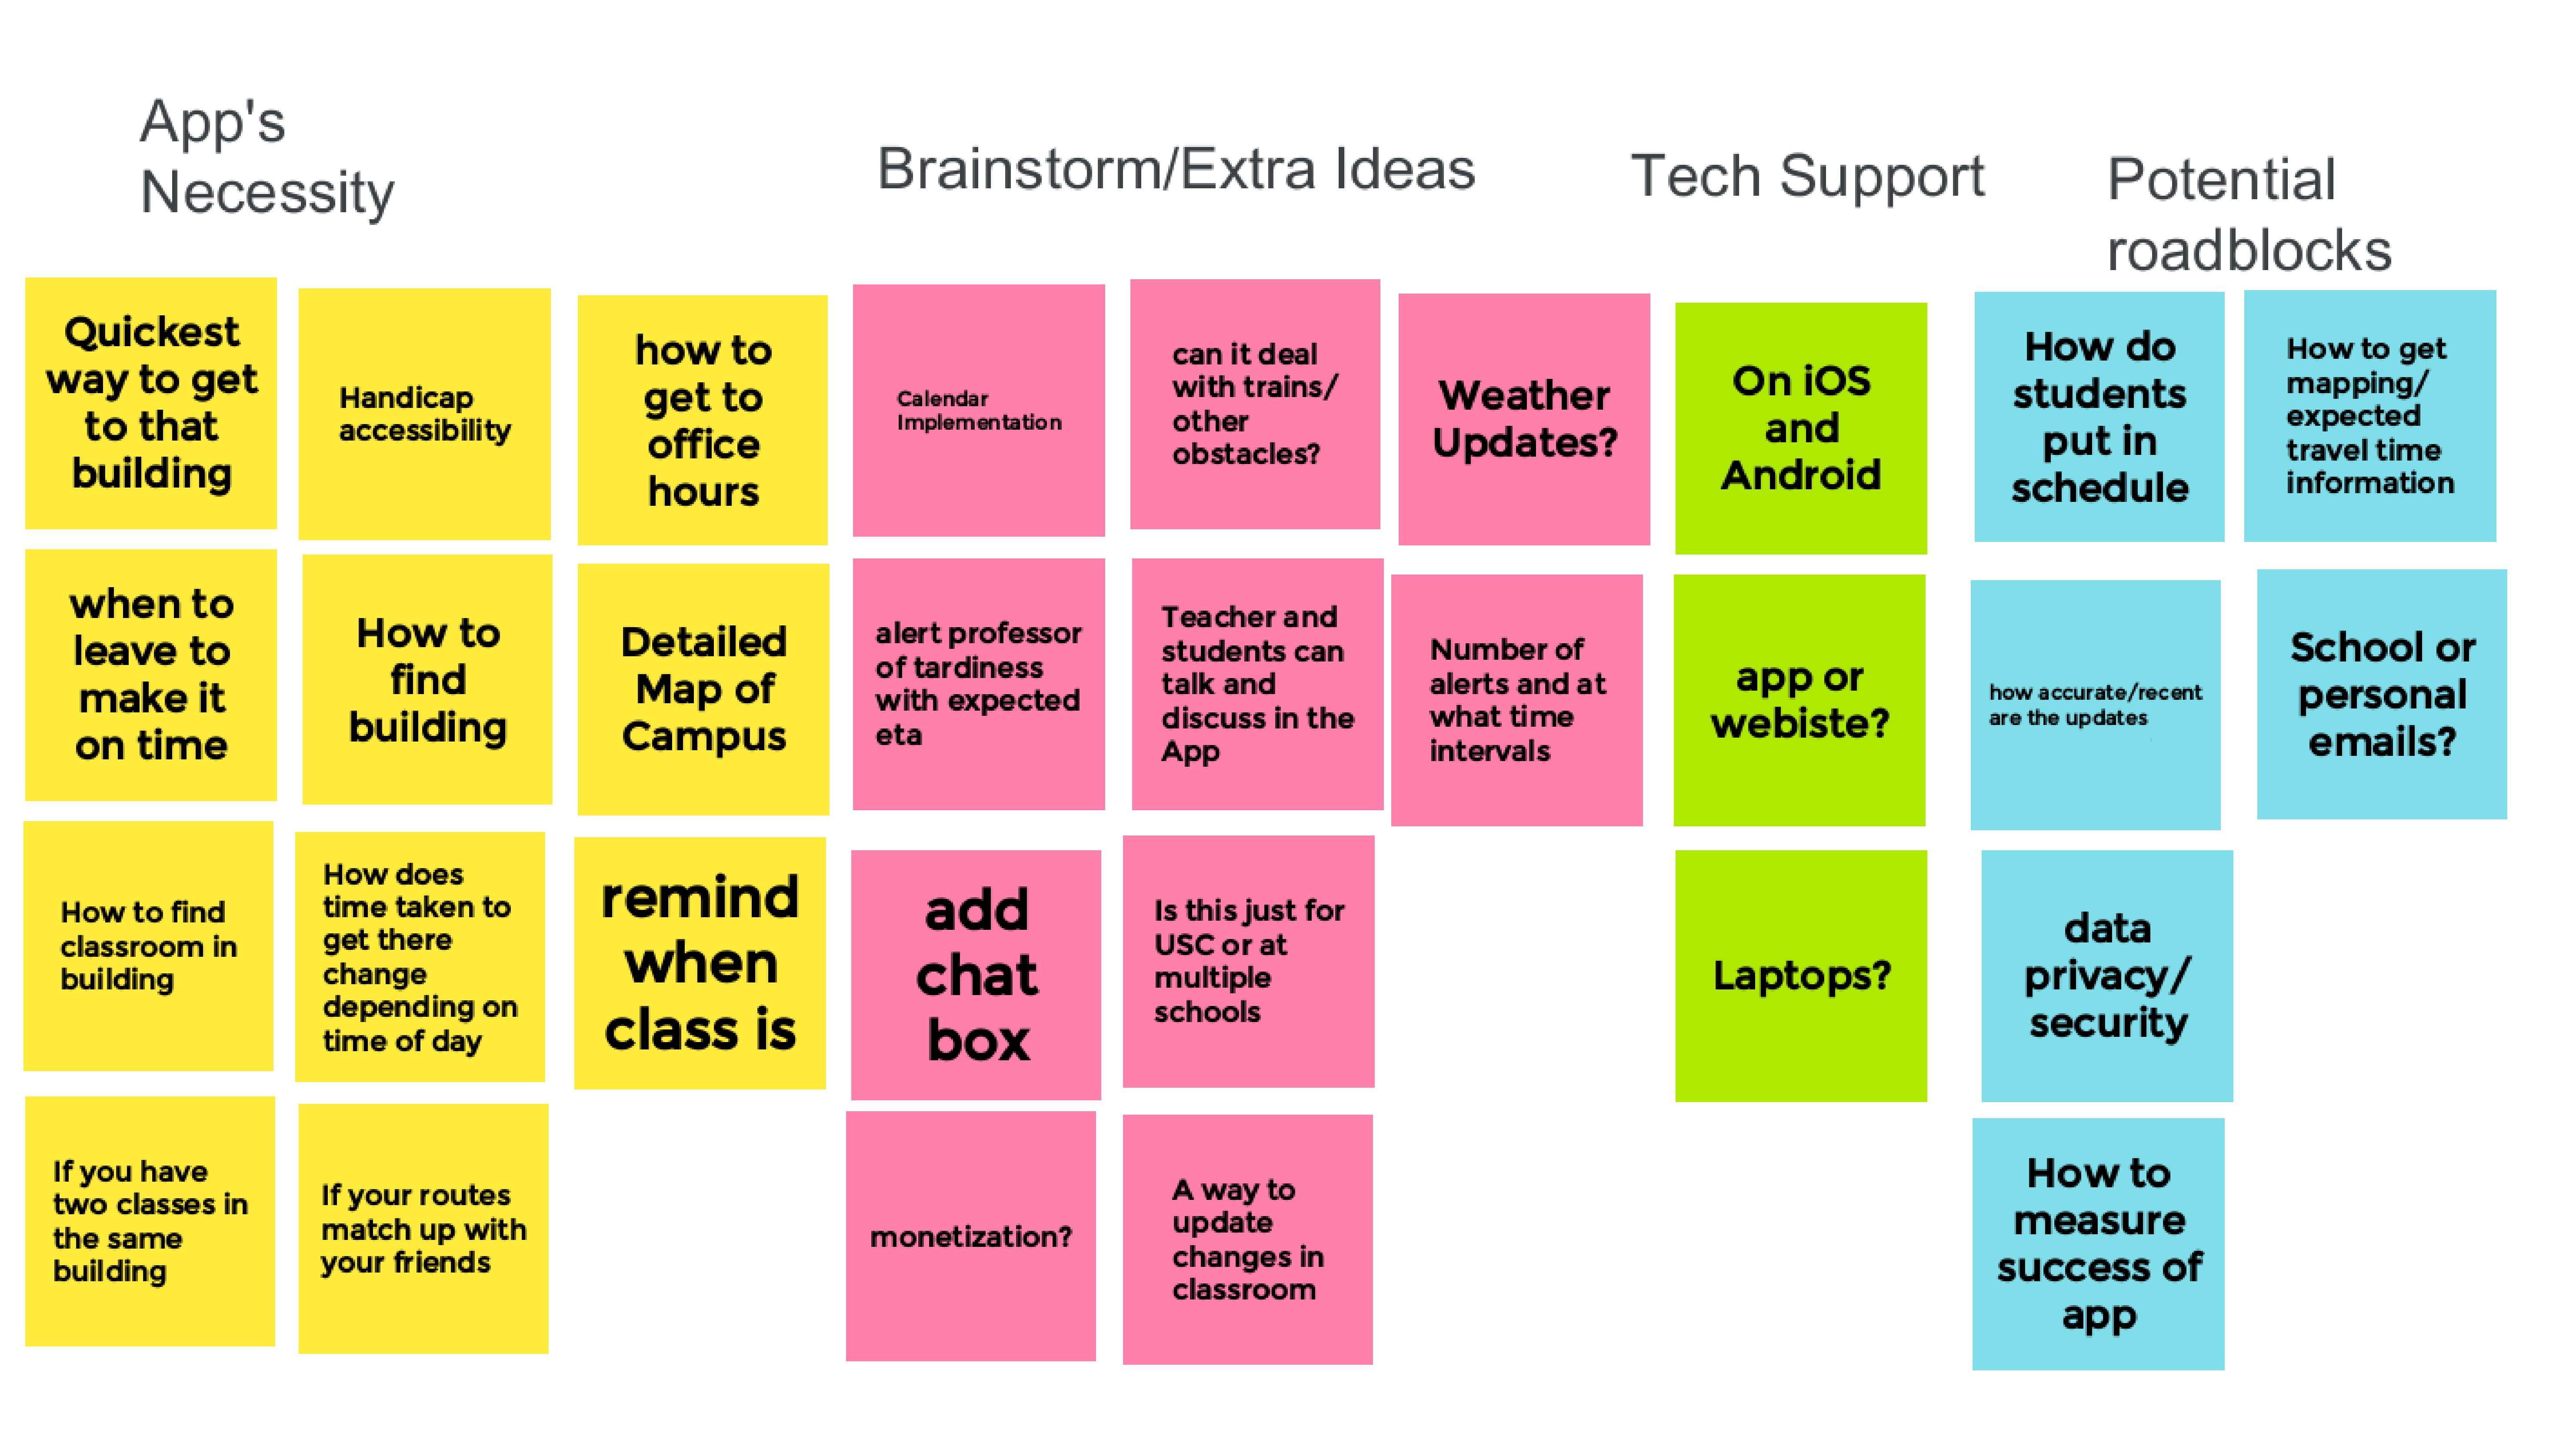 App's
Necessity
Brainstorm/Extra Ideas
Tech Support
Potential
roadblocks
Quickest
way to get
to that
building
Handicap
accessibility
how to
get to
office
hours
Calendar
Implementation
can it deal
with trains/
other
obstacles?
Weather
Updates?
On iOS
and
Android
How do
students
put in
schedule
How to get
mapping/
expected
travel time
information
when to
leave to
make it
on time
How to
find
building
Detailed
Map of
Campus
alert professor
of tardiness
with expected
eta
Teacher and
students can
talk and
discuss in the
App
Number of
alerts and at
what time
intervals
app or
webiste?
how accurate/recent
are the updates
School or
personal
emails?
How to find
classroom in
building
How does
time taken to
get there
change
depending on
time of day
remind
when
class is
add
chat
box
Is this just for
USC or at
multiple
schools
Laptops?
data
privacy/
security
If you have
two classes in
the same
building
If your routes
match up with
your friends
monetization?
A way to
update
changes in
classroom
How to
measure
success of
app